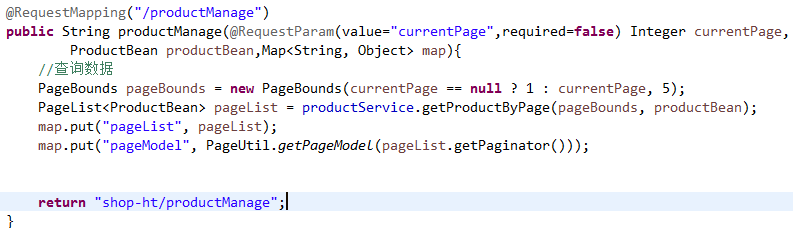 @RequestMapping("/productManage")
public String productManage(@RequestParam(value="currentPage",required=false) Integer currentPage,
ProductBean productBean,Map<String, Object> map){
//查询数据
PageBounds pageBounds = new PageBounds(currentPage == null ? 1 : currentPage, 5);
PageList<ProductBean> pageList = productService.getProductByPage(pageBounds, productBean);
map.put("pageList", pageList);
map.put("pageModel", PageUtil.getPageModel(pageList.getPaginator()));
return "shop-ht/productManage";
}